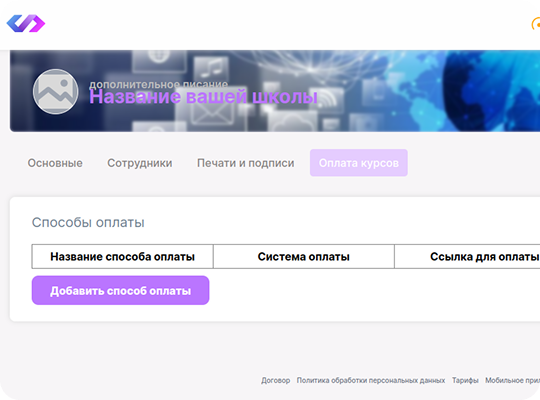 дополнительное писание
Название вашей школы
Основные Сотрудники Печати и подписи Оплата курсов
Способы оплаты
Название способа оплаты Система оплаты Ссылка для оплаты
Добавить способ оплаты
Договор Политика обработки персональных данных Тарифы Мобильное